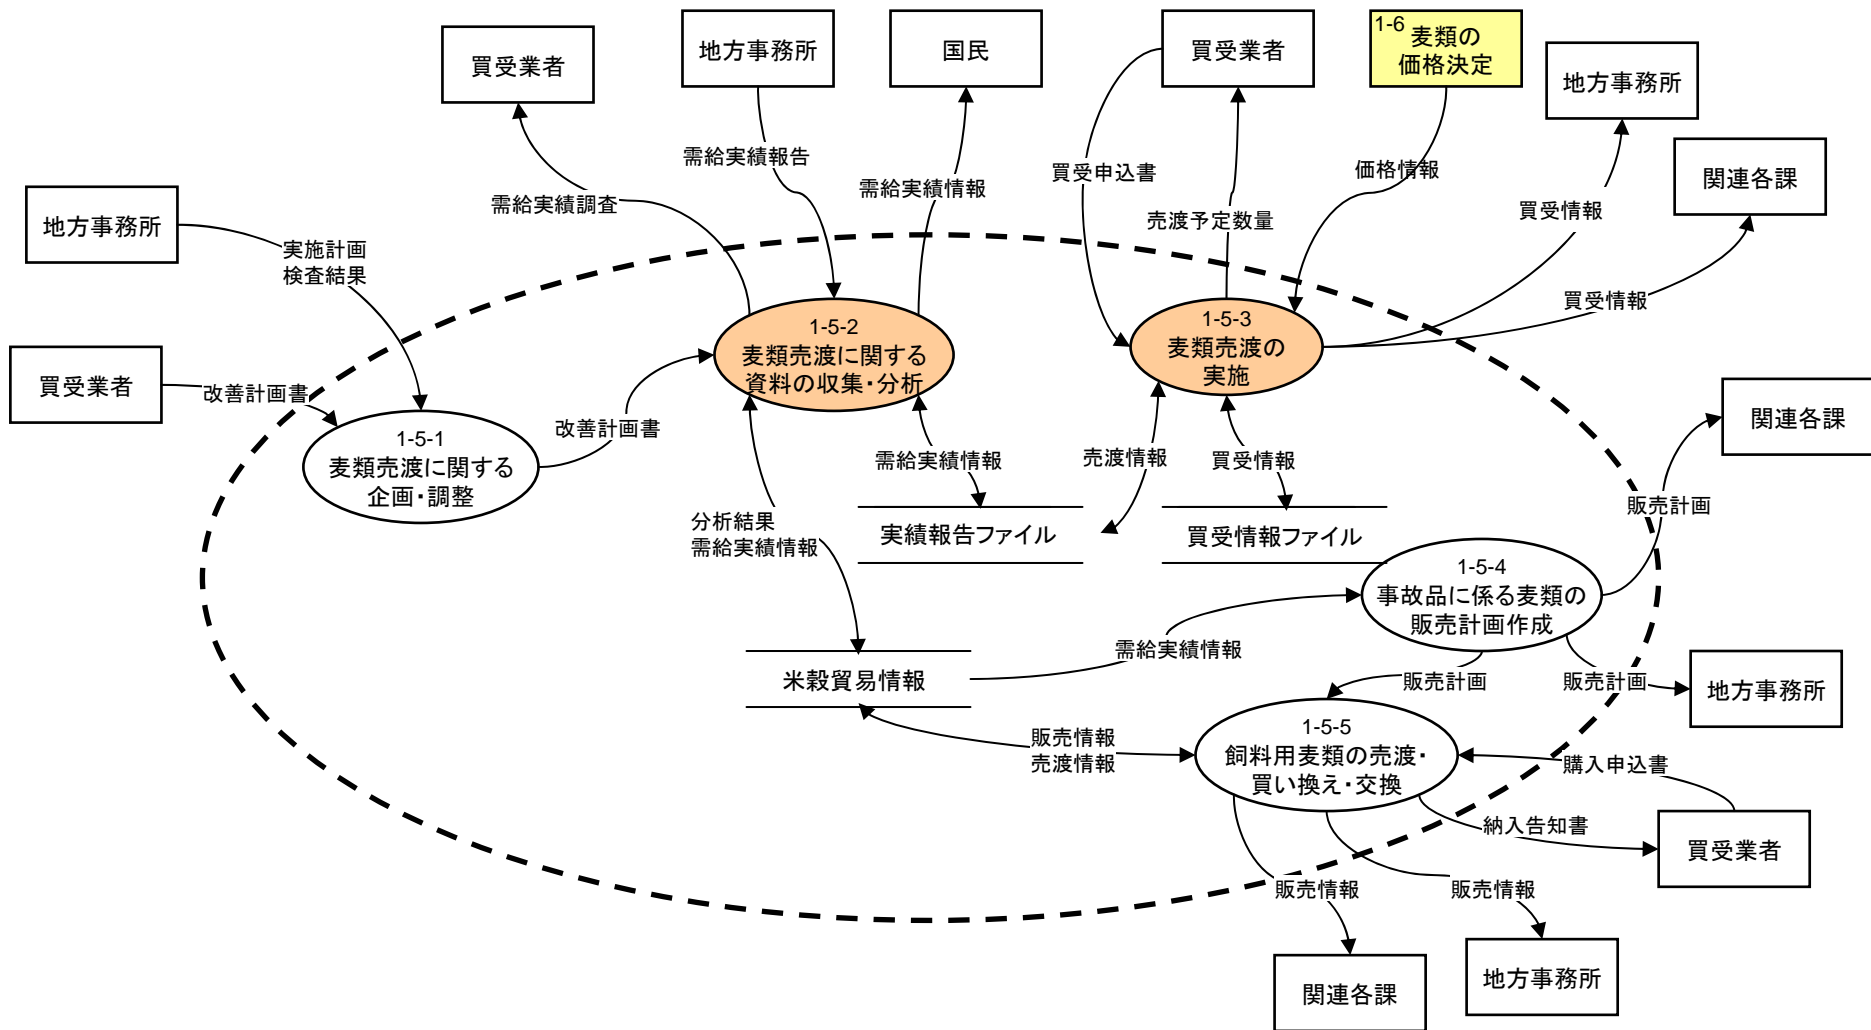 買受業者
地方事務所
国民
買受業者
1-6
麦類の
価格決定
地方事務所
関連各課
需給実績報告
需給実績情報
買受申込書
価格情報
需給実績調査
売渡予定数量
買受情報
地方事務所
実施計画
検査結果
買受情報
1-5-2
麦類売渡に関する
資料の収集・分析
1-5-3
麦類売渡の
実施
買受業者
改善計画書
関連各課
1-5-1
麦類売渡に関する
企画・調整
改善計画書
需給実績情報
売渡情報
買受情報
販売計画
分析結果
需給実績情報
実績報告ファイル
買受情報ファイル
1-5-4
事故品に係る麦類の
販売計画作成
需給実績情報
米穀貿易情報
販売計画
販売計画
地方事務所
販売情報
売渡情報
1-5-5
飼料用麦類の売渡・
買い換え・交換
購入申込書
納入告知書
買受業者
販売情報
販売情報
関連各課
地方事務所